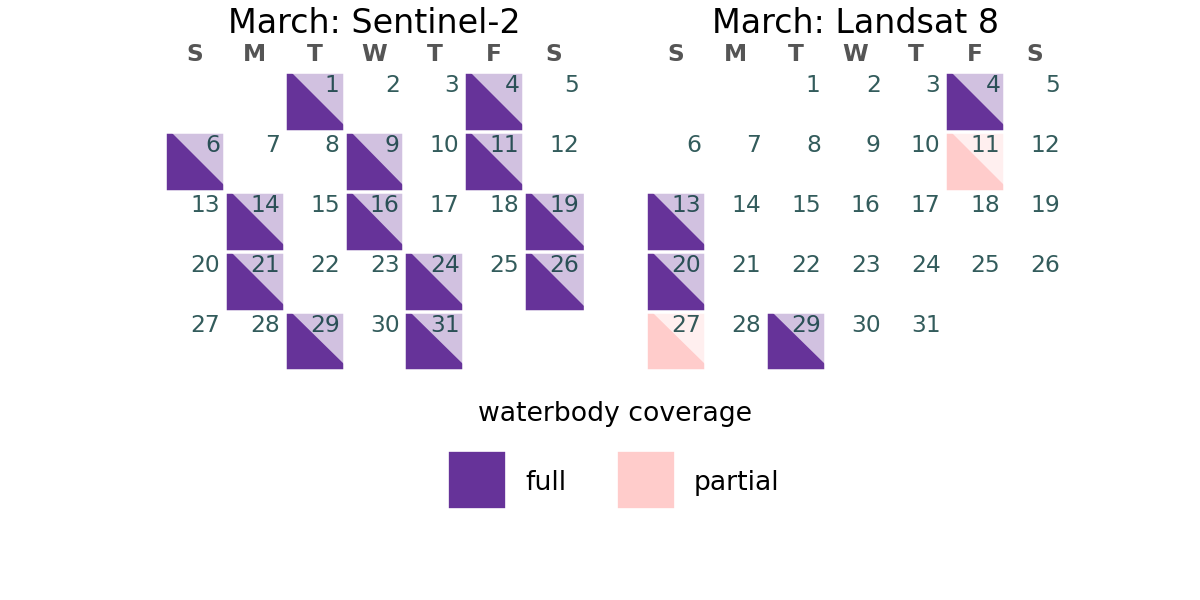 March: Sentinel-2
S M T W T F S
1 2 3 4 5
6 7 8 9 10 11 12
13 14 15 16 17 18 19
20 21 22 23 24 25 26
27 28 29 30 31
March: Landsat 8
S M T W T F S
1 2 3 4 5
6 7 8 9 10 11 12
13 14 15 16 17 18 19
20 21 22 23 24 25 26
27 28 29 30 31
waterbody coverage
full partial